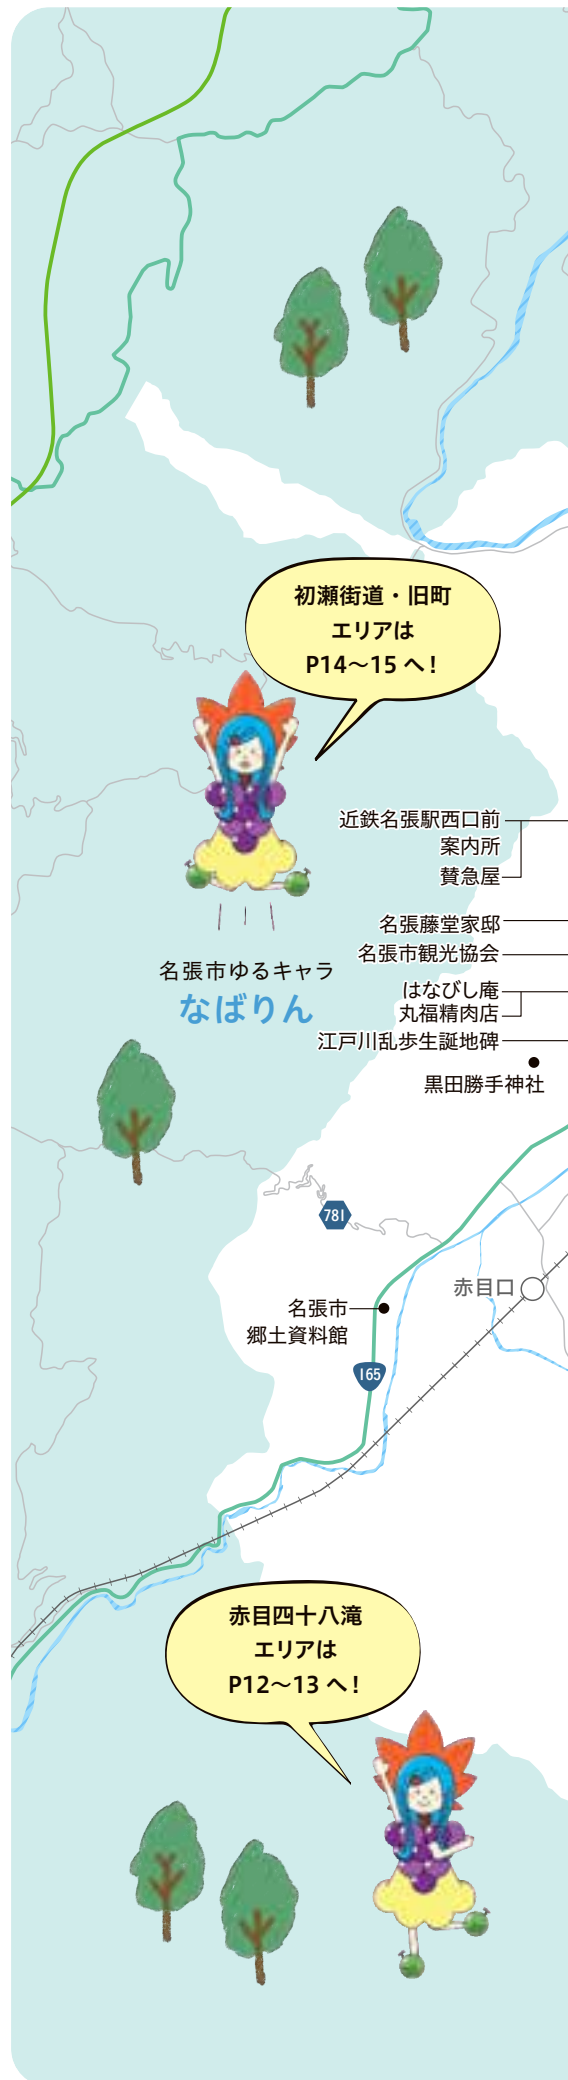 初瀬街道・旧町
エリアは
P14〜15 へ！
近鉄名張駅西口前
案内所
賛急屋
名張藤堂家邸
名張市観光協会
名張市ゆるキャラ
なばりん
はなびし庵
丸福精肉店
江戸川乱歩生誕地碑
黒田勝手神社
781
赤目口
名張市
郷土資料館
165
赤目四十八滝
エリアは
P12〜13 へ！